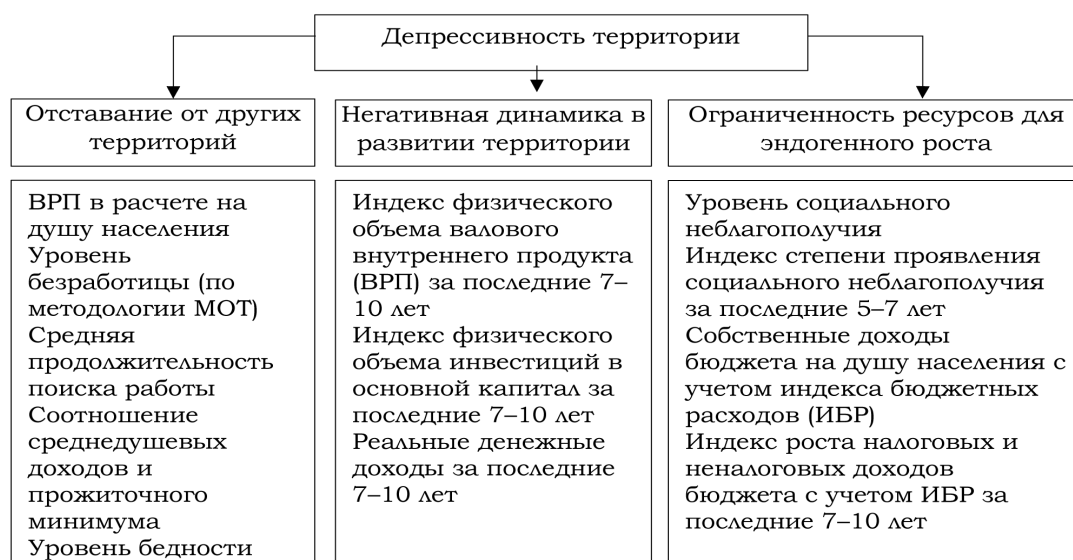 Депрессивность территории
Отставание от других
территорий
ВРП в расчете на
душу населения
Уровень
безработицы (по
методологии МОТ)
Средняя
продолжительность
поиска работы
Соотношение
среднедушевых
доходов и
прожиточного
минимума
Уровень бедности
Негативная динамика в
развитии территории
Индекс физического
объема валового
внутреннего продукта
(ВРП) за последние 7–
10 лет
Индекс физического
объема инвестиций в
основной капитал за
последние 7–10 лет
Реальные денежные
доходы за последние
7–10 лет
Ограниченность ресурсов для
эндогенного роста
Уровень социального
неблагополучия
Индекс степени проявления
социального неблагополучия
за последние 5–7 лет
Собственные доходы
бюджета на душу населения с
учетом индекса бюджетных
расходов (ИБР)
Индекс роста налоговых и
неналоговых доходов
бюджета с учетом ИБР за
последние 7–10 лет